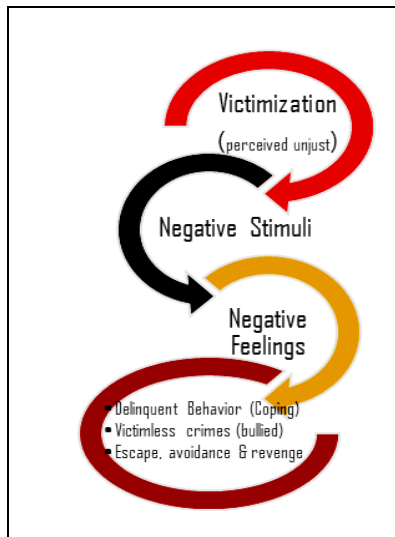 Victimization
(perceived unjust)
Negative Stimuli
Negative
Feelings
• Delinquent Behavior (Coping)
• Victimless crimes (bullied)
• Escape, avoidance & revenge